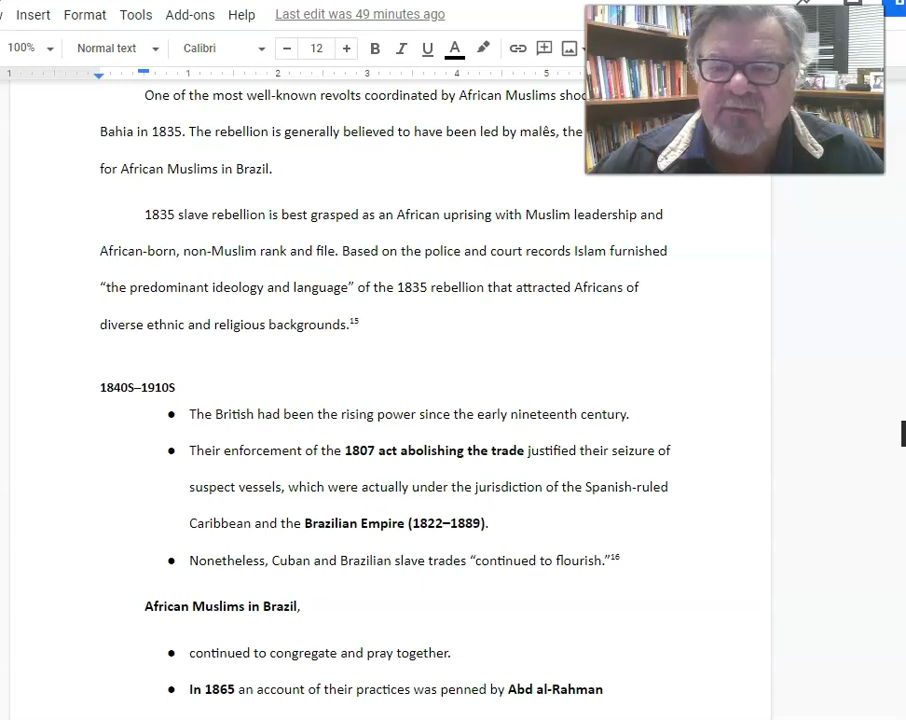 Insert Format Tools Add-ons Help Last edit was 49 minutes ago
100% Normal text Calibri − 12 + B I U A
1 1 2 3 4 5
One of the most well-known revolts coordinated by African Muslims shoo
Bahia in 1835. The rebellion is generally believed to have been led by malês, the
for African Muslims in Brazil.
1835 slave rebellion is best grasped as an African uprising with Muslim leadership and
African-born, non-Muslim rank and file. Based on the police and court records Islam furnished
“the predominant ideology and language” of the 1835 rebellion that attracted Africans of
diverse ethnic and religious backgrounds.15
1840S–1910S
● The British had been the rising power since the early nineteenth century.
● Their enforcement of the 1807 act abolishing the trade justified their seizure of
suspect vessels, which were actually under the jurisdiction of the Spanish-ruled
Caribbean and the Brazilian Empire (1822–1889).
● Nonetheless, Cuban and Brazilian slave trades “continued to flourish.”16
African Muslims in Brazil,
● continued to congregate and pray together.
● In 1865 an account of their practices was penned by Abd al-Rahman